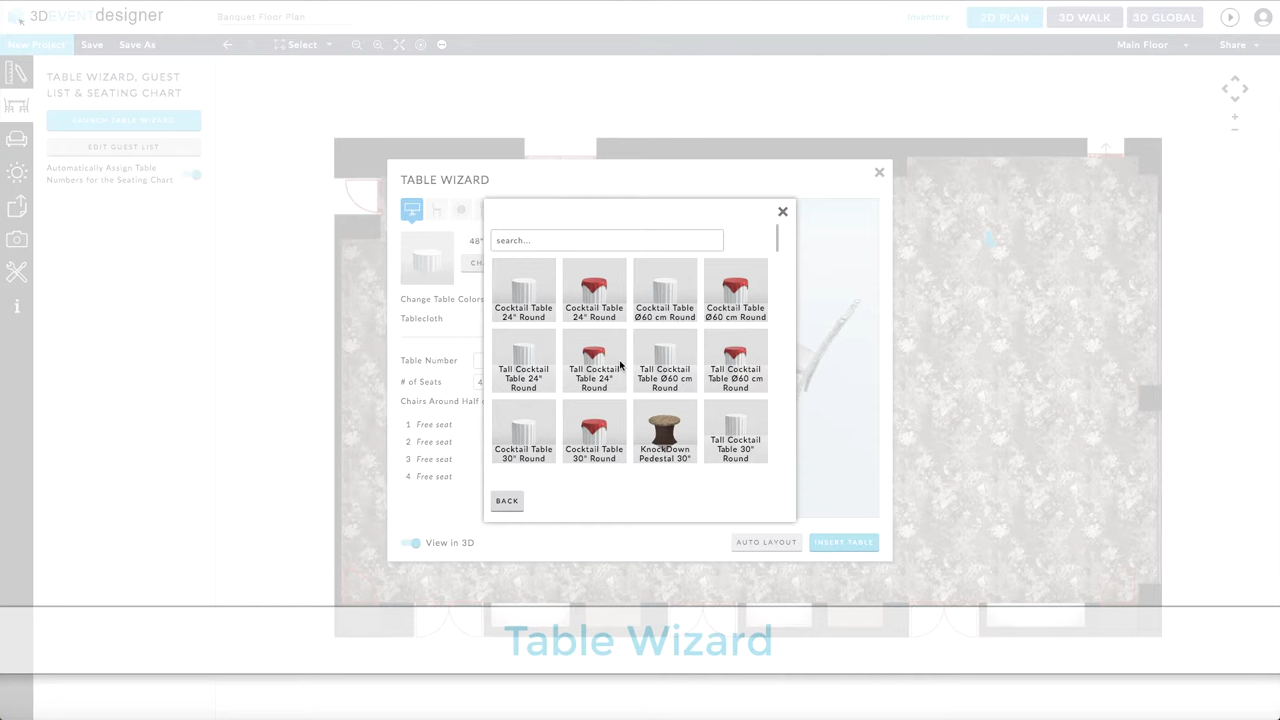 3DEVENTdesigner
Banquet Floor Plan
Inventory
2D PLAN
3D WALK
3D GLOBAL
New Project
Save
Save As
Select
Main Floor
Share
TABLE WIZARD, GUEST
LIST & SEATING CHART
LAUNCH TABLE WIZARD
EDIT GUEST LIST
Automatically Assign Table
Numbers for the Seating Chart
TABLE WIZARD
48"
CH
Change Table Colors
Tablecloth
Table Number
# of Seats
4
Chairs Around Half
1 Free seat
2 Free seat
3 Free seat
4 Free seat
View in 3D
AUTO LAYOUT
INSERT TABLE
search...
Cocktail Table
24" Round
Cocktail Table
24" Round
Cocktail Table
Ø60 cm Round
Cocktail Table
Ø60 cm Round
Tall Cocktail
Table 24"
Round
Tall Cocktail
Table 24"
Round
Tall Cocktail
Table Ø60 cm
Round
Tall Cocktail
Table Ø60 cm
Round
Cocktail Table
30" Round
Cocktail Table
30" Round
KnockDown
Pedestal 30"
Tall Cocktail
Table 30"
Round
BACK
Table Wizard